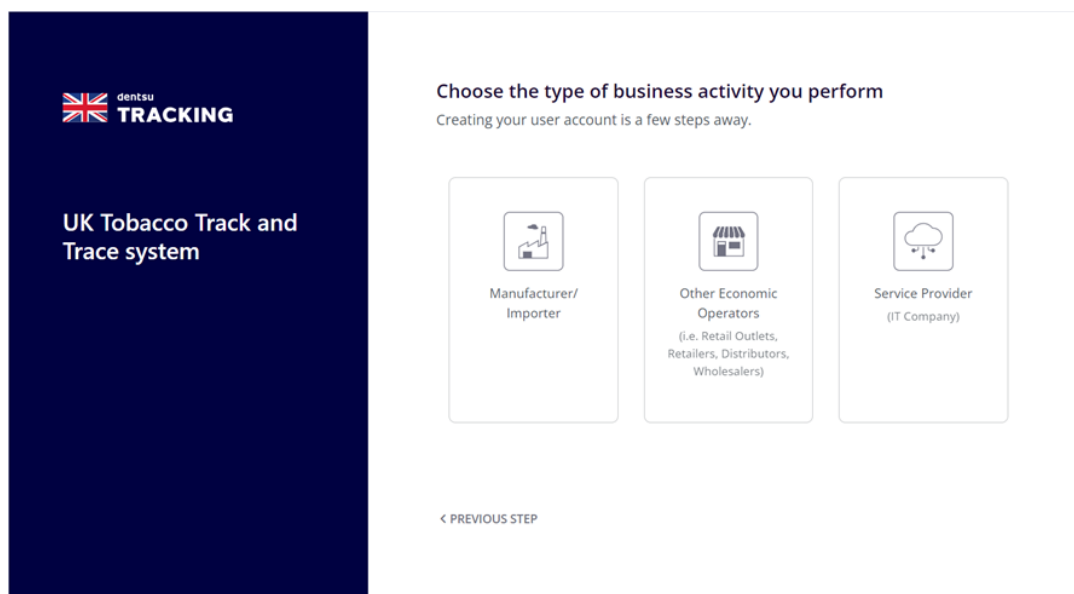 dentsu
TRACKING
UK Tobacco Track and
Trace system
Choose the type of business activity you perform
Creating your user account is a few steps away.
Manufacturer/
Importer
Other Economic
Operators
(i.e. Retail Outlets,
Retailers, Distributors,
Wholesalers)
Service Provider
(IT Company)
< PREVIOUS STEP